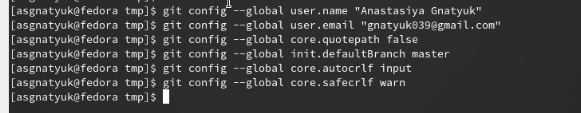 [asgnatyuk@fedora tmp]$ git config --global user.name "Anastasiya Gnatyuk"
[asgnatyuk@fedora tmp]$ git config --global user.email "gnatyuk039@gmail.com"
[asgnatyuk@fedora tmp]$ git config --global core.quotepath false
[asgnatyuk@fedora tmp]$ git config --global init.defaultBranch master
[asgnatyuk@fedora tmp]$ git config --global core.autocrlf input
[asgnatyuk@fedora tmp]$ git config --global core.safecrlf warn
[asgnatyuk@fedora tmp]$